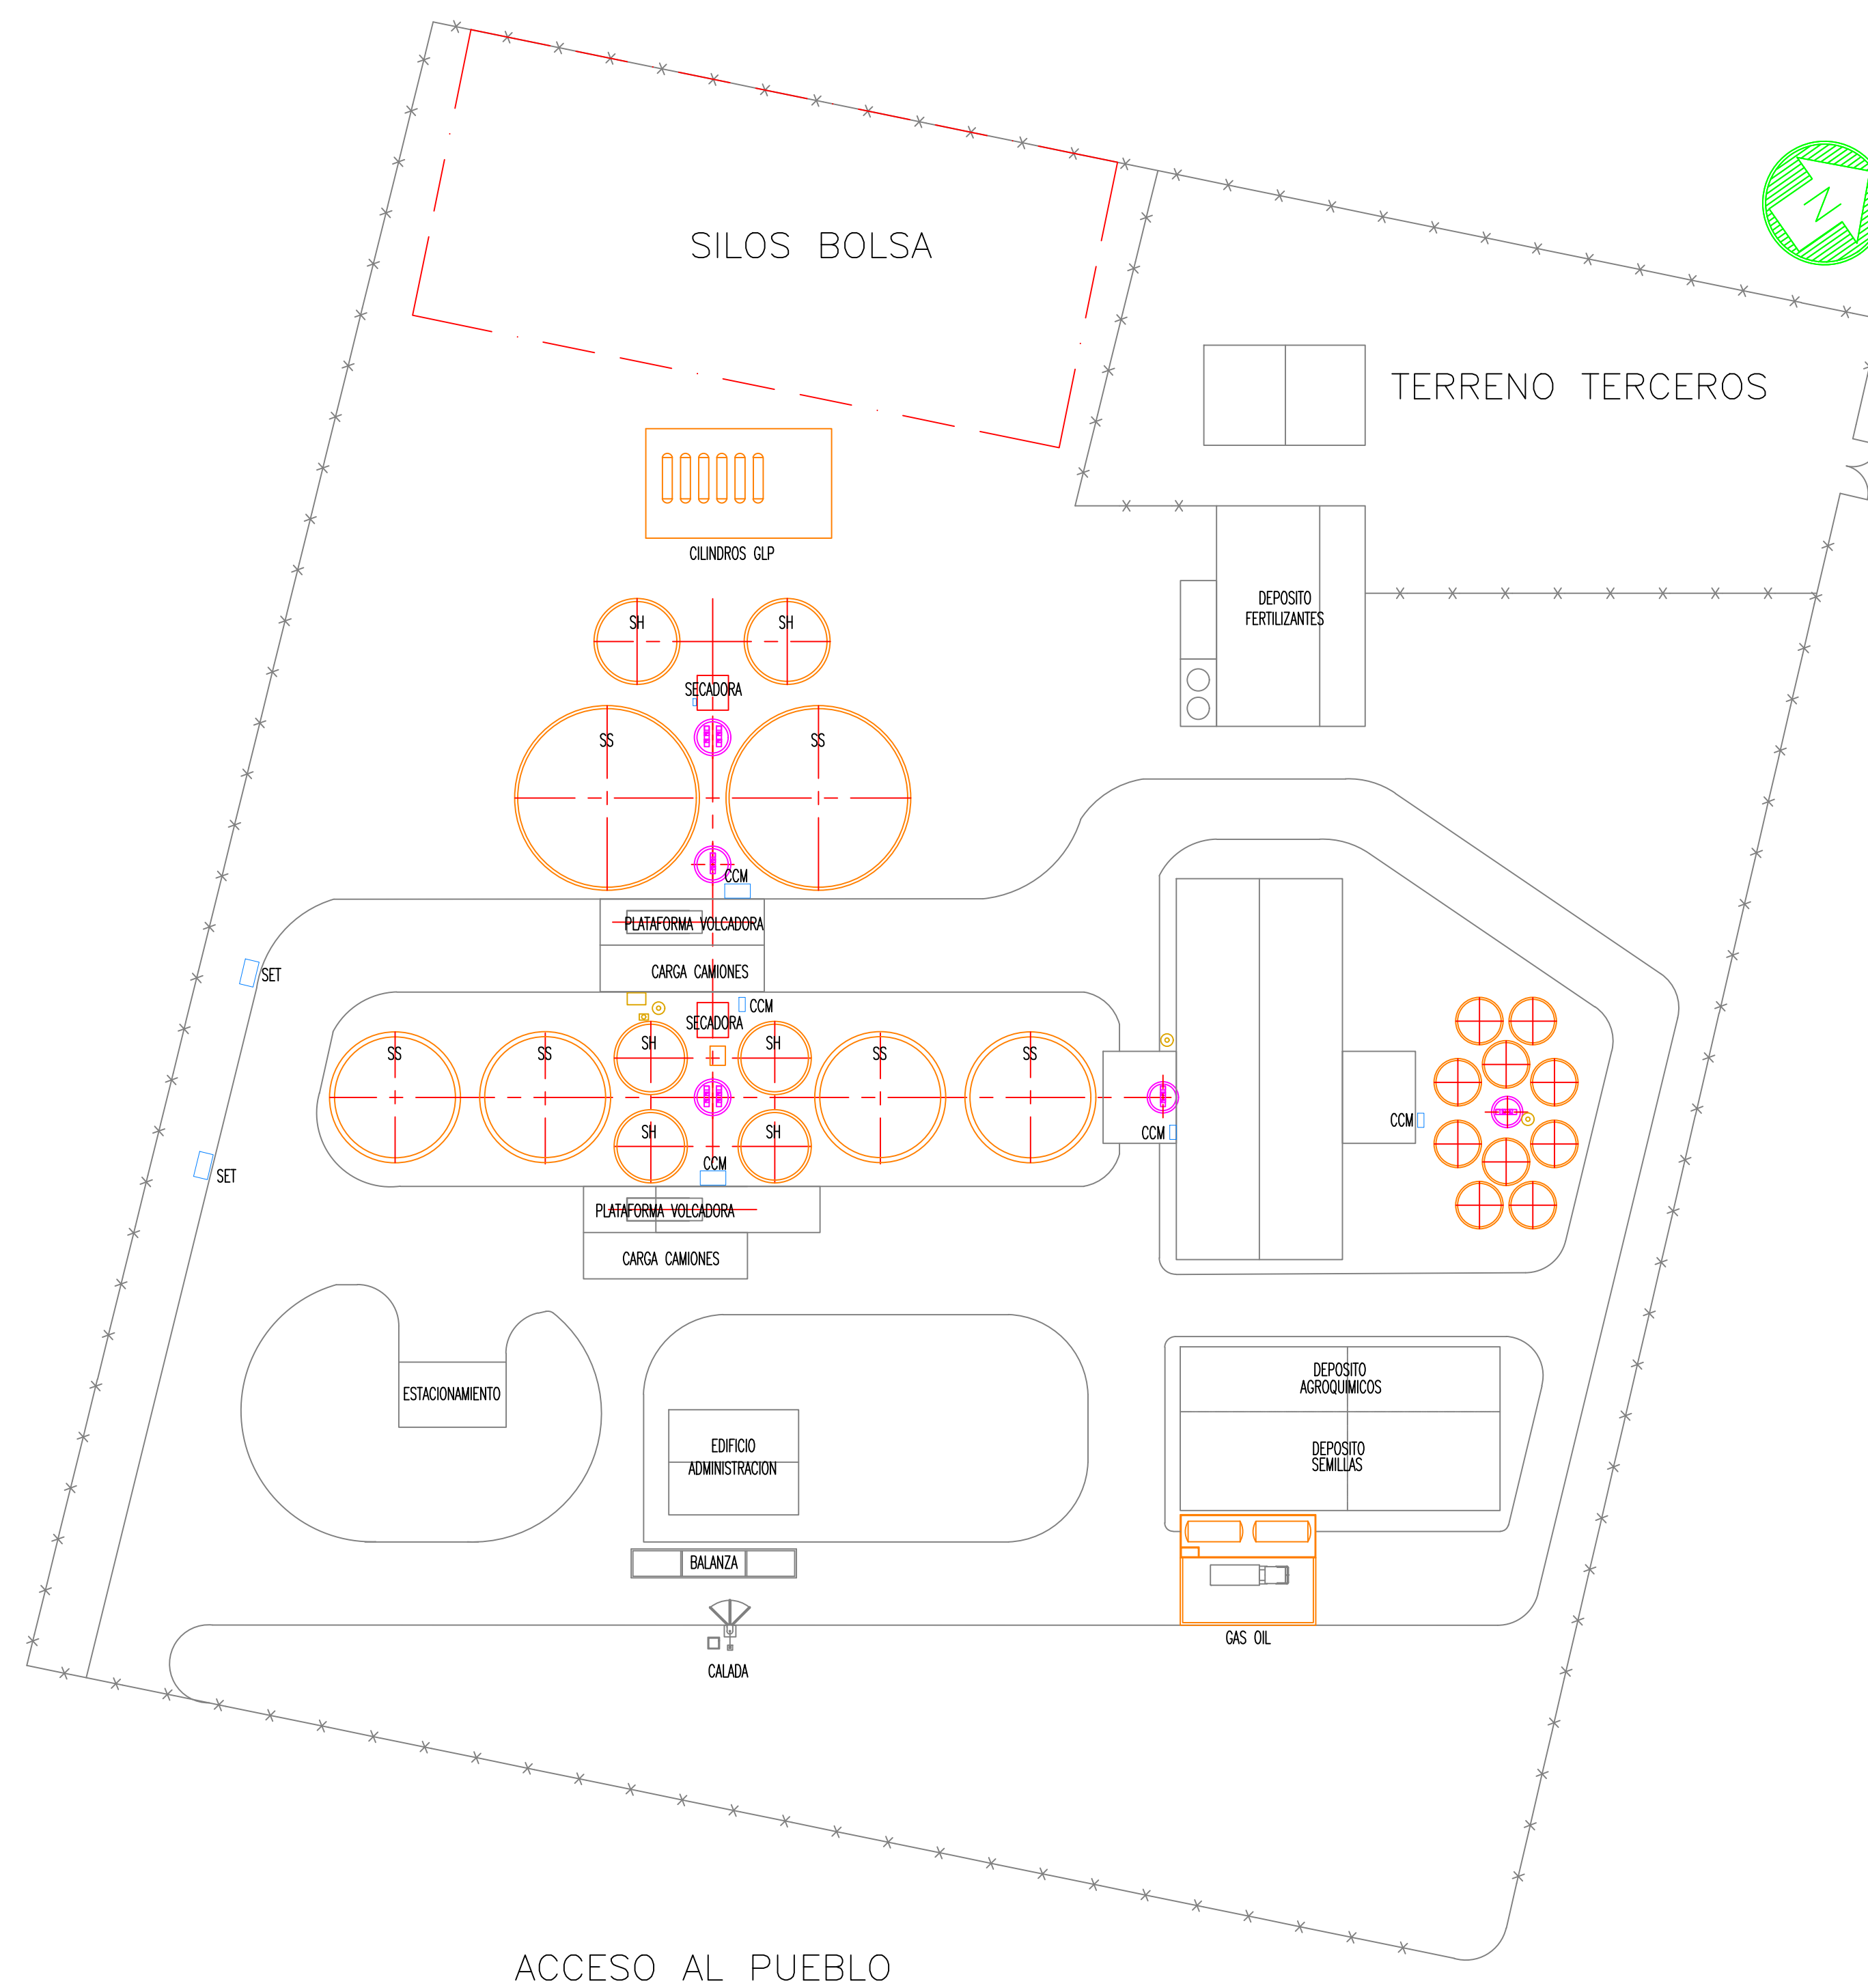 SILOS BOLSA
N
TERRENO TERCEROS
CILINDROS GLP
DEPOSITO
FERTILIZANTES
SH
SH
SECADORA
SS
SS
CCM
PLATAFORMA VOLCADORA
CARGA CAMIONES
SET
CCM
SECADORA
SH
SH
SS
SS
SS
SS
CCM
CCM
SH
SH
CCM
SET
PLATAFORMA VOLCADORA
CARGA CAMIONES
DEPOSITO
AGROQUIMICOS
ESTACIONAMIENTO
EDIFICIO
ADMINISTRACION
DEPOSITO
SEMILLAS
BALANZA
GAS OIL
CALADA
ACCESO AL PUEBLO